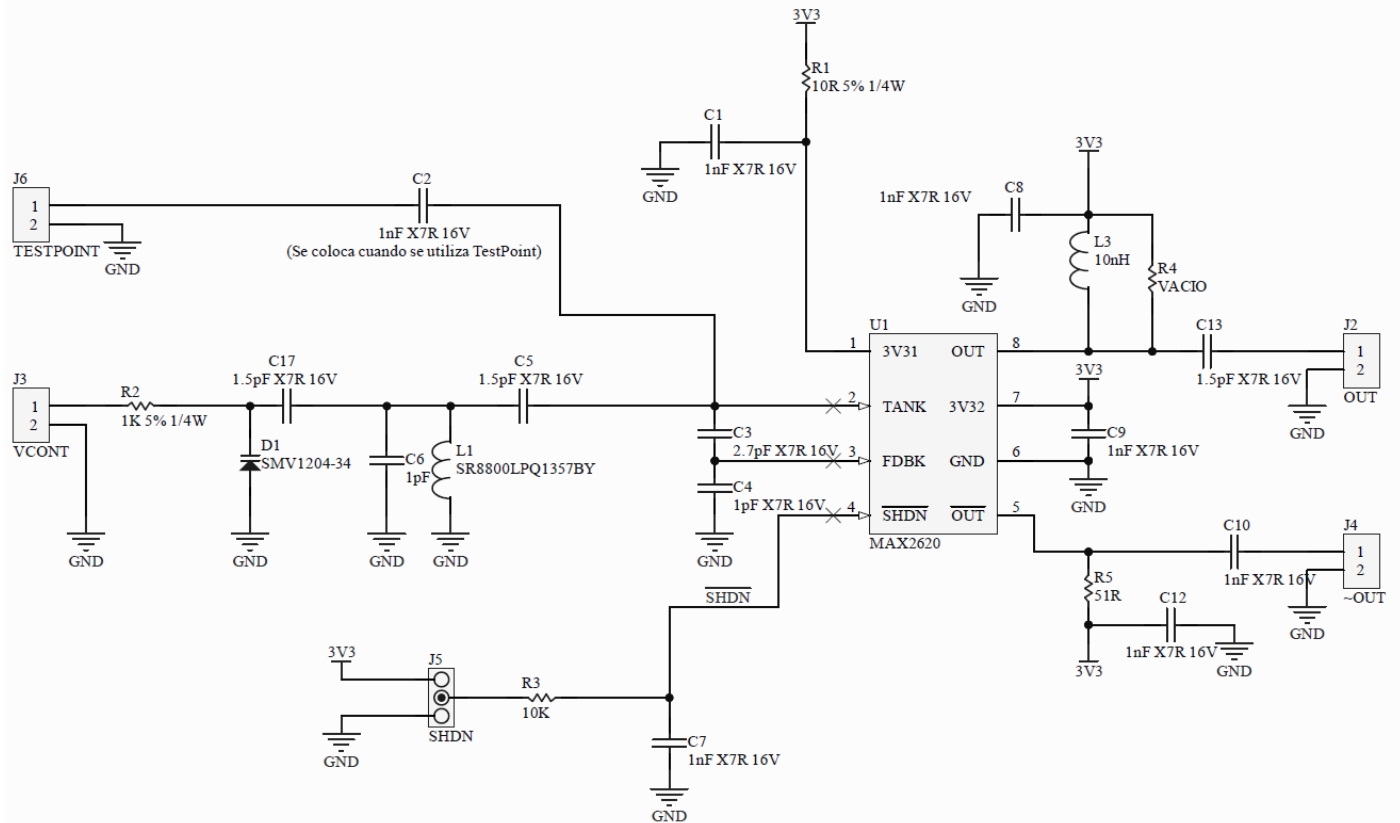 3V3
R1
10R 5% 1/4W
C1
1nF X7R 16V
GND
3V3
C8
1nF X7R 16V
GND
L3
10nH
R4
VACIO
J6
1
2
TESTPOINT
GND
C2
1nF X7R 16V
(Se coloca cuando se utiliza TestPoint)
J3
1
2
VCONT
GND
R2
1K 5% 1/4W
D1
SMV1204-34
GND
C17
1.5pF X7R 16V
C6
1pF
GND
L1
SR8800LPQ1357BY
GND
C5
1.5pF X7R 16V
C3
2.7pF X7R 16V
C4
1pF X7R 16V
GND
U1
1
3V31
OUT
8
2
TANK
3V32
7
3
FDBK
GND
6
4
SHDN
OUT
5
MAX2620
C13
1.5pF X7R 16V
J2
1
2
OUT
GND
3V3
C9
1nF X7R 16V
GND
C10
1nF X7R 16V
J4
1
2
~OUT
GND
R5
51R
3V3
C12
1nF X7R 16V
GND
SHDN
3V3
J5
SHDN
GND
R3
10K
C7
1nF X7R 16V
GND